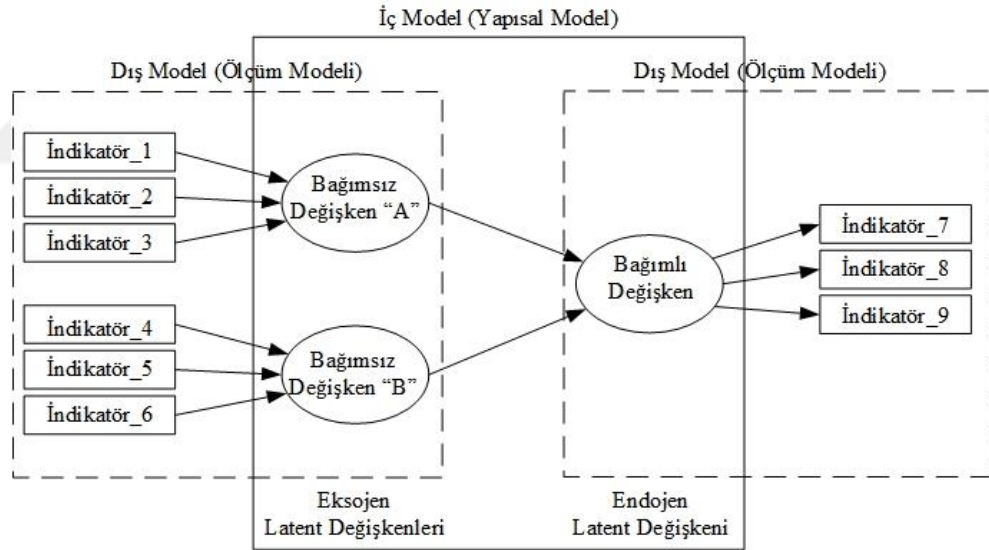 İç Model (Yapısal Model)
Dış Model (Ölçüm Modeli)
Dış Model (Ölçüm Modeli)
İndikatör_1
İndikatör_2
İndikatör_3
Bağımsız
Değişken “A”
İndikatör_4
İndikatör_5
İndikatör_6
Bağımsız
Değişken “B”
Bağımlı
Değişken
İndikatör_7
İndikatör_8
İndikatör_9
Eksojen
Latent Değişkenleri
Endojen
Latent Değişkeni